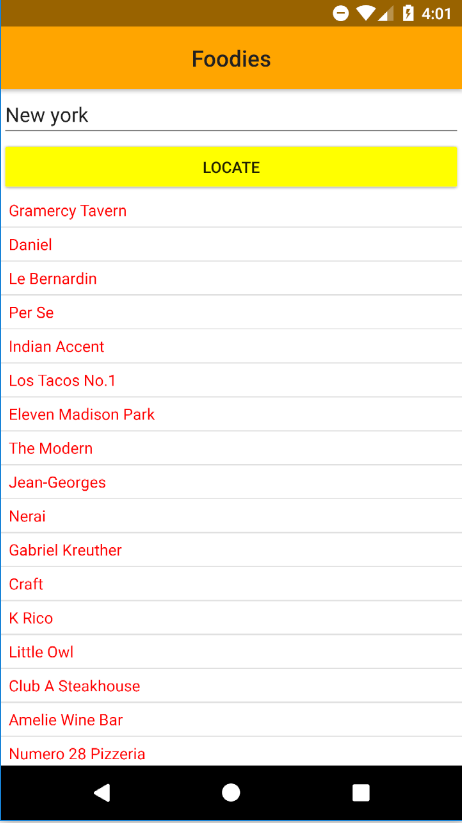 4:01
Foodies
New york
LOCATE
Gramercy Tavern
Daniel
Le Bernardin
Per Se
Indian Accent
Los Tacos No.1
Eleven Madison Park
The Modern
Jean-Georges
Nerai
Gabriel Kreuther
Craft
K Rico
Little Owl
Club A Steakhouse
Amelie Wine Bar
Numero 28 Pizzeria